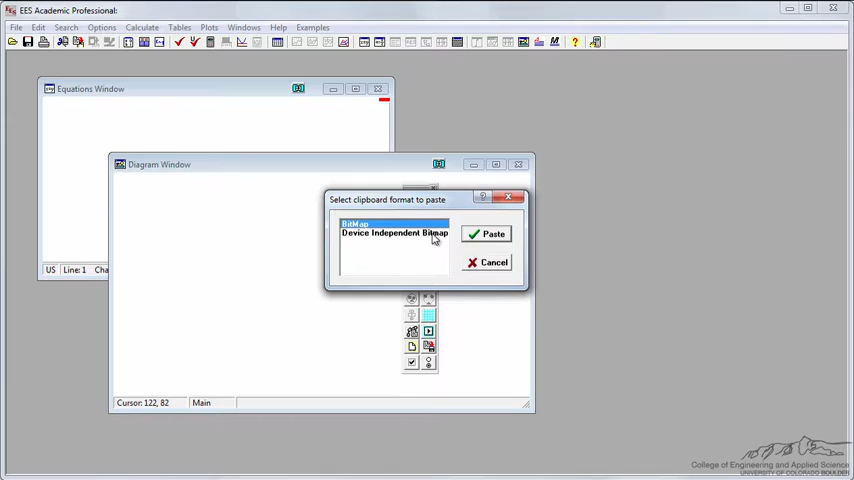 EES Academic Professional:
File Edit Search Options Calculate Tables Plots Windows Help Examples
Equations Window
Diagram Window
Select clipboard format to paste
BitMap
Device Independent Bitmap
Paste
Cancel
US Line: 1 Cha
Cursor: 122, 82 Main
College of Engineering and Applied Science
UNIVERSITY OF COLORADO BOULDER